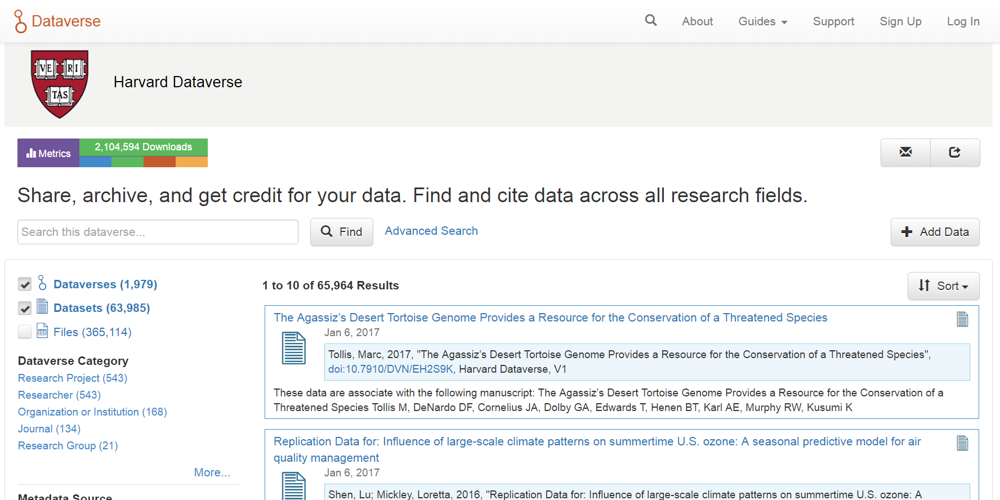 Dataverse
About
Guides
Support
Sign Up
Log In
VE RI
TAS
Harvard Dataverse
Metrics
2,104,594 Downloads
Share, archive, and get credit for your data. Find and cite data across all research fields.
Search this dataverse...
Find
Advanced Search
Add Data
Dataverses (1,979)
Datasets (63,985)
Files (365,114)
Dataverse Category
Research Project (543)
Researcher (543)
Organization or Institution (168)
Journal (134)
Research Group (21)
More...
Metadata Source
1 to 10 of 65,964 Results
Sort
The Agassiz’s Desert Tortoise Genome Provides a Resource for the Conservation of a Threatened Species
Jan 6, 2017
Tollis, Marc, 2017, "The Agassiz’s Desert Tortoise Genome Provides a Resource for the Conservation of a Threatened Species",
doi:10.7910/DVN/EH2S9K, Harvard Dataverse, V1
These data are associate with the following manuscript: The Agassiz’s Desert Tortoise Genome Provides a Resource for the Conservation of a
Threatened Species Tollis M, DeNardo DF, Cornelius JA, Dolby GA, Edwards T, Henen BT, Karl AE, Murphy RW, Kusumi K
Replication Data for: Influence of large-scale climate patterns on summertime U.S. ozone: A seasonal predictive model for air
quality management
Jan 6, 2017
Shen, Lu; Mickley, Loretta, 2016, "Replication Data for: Influence of large-scale climate patterns on summertime U.S. ozone: A